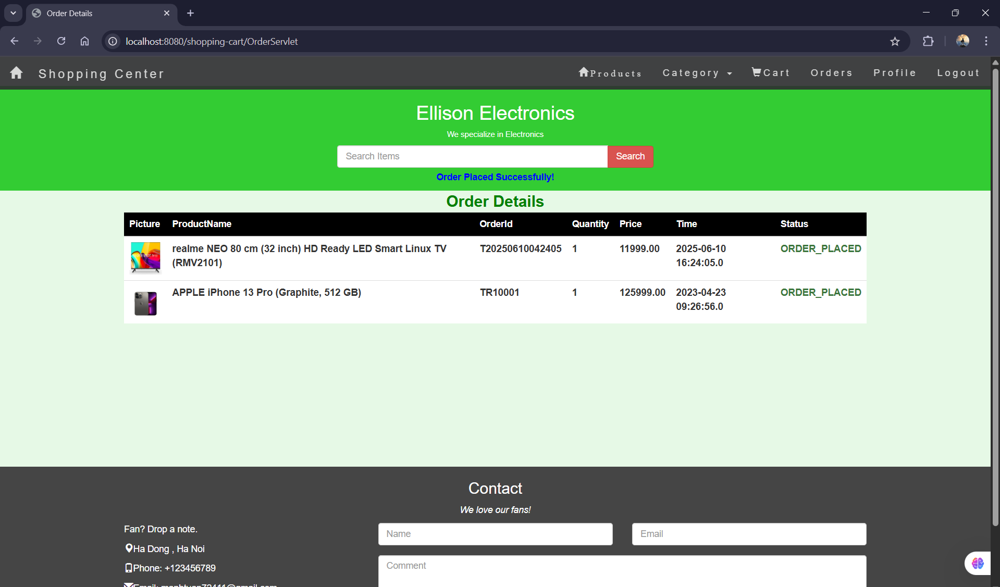 Order Details
localhost:8080/shopping-cart/OrderServlet
Shopping Center
Products
Category
Cart
Orders
Profile
Logout
Ellison Electronics
We specialize in Electronics
Search Items
Search
Order Placed Successfully!
Order Details
Picture ProductName OrderId Quantity Price Time Status
realme NEO 80 cm (32 inch) HD Ready LED Smart Linux TV T20250610042405 1 11999.00 2025-06-10 ORDER_PLACED
(RMV2101) 16:24:05.0
APPLE iPhone 13 Pro (Graphite, 512 GB) TR10001 1 125999.00 2023-04-23 ORDER_PLACED
09:26:56.0
Contact
We love our fans!
Fan? Drop a note.
Name
Email
Ha Dong , Ha Noi
Phone: +123456789
Comment